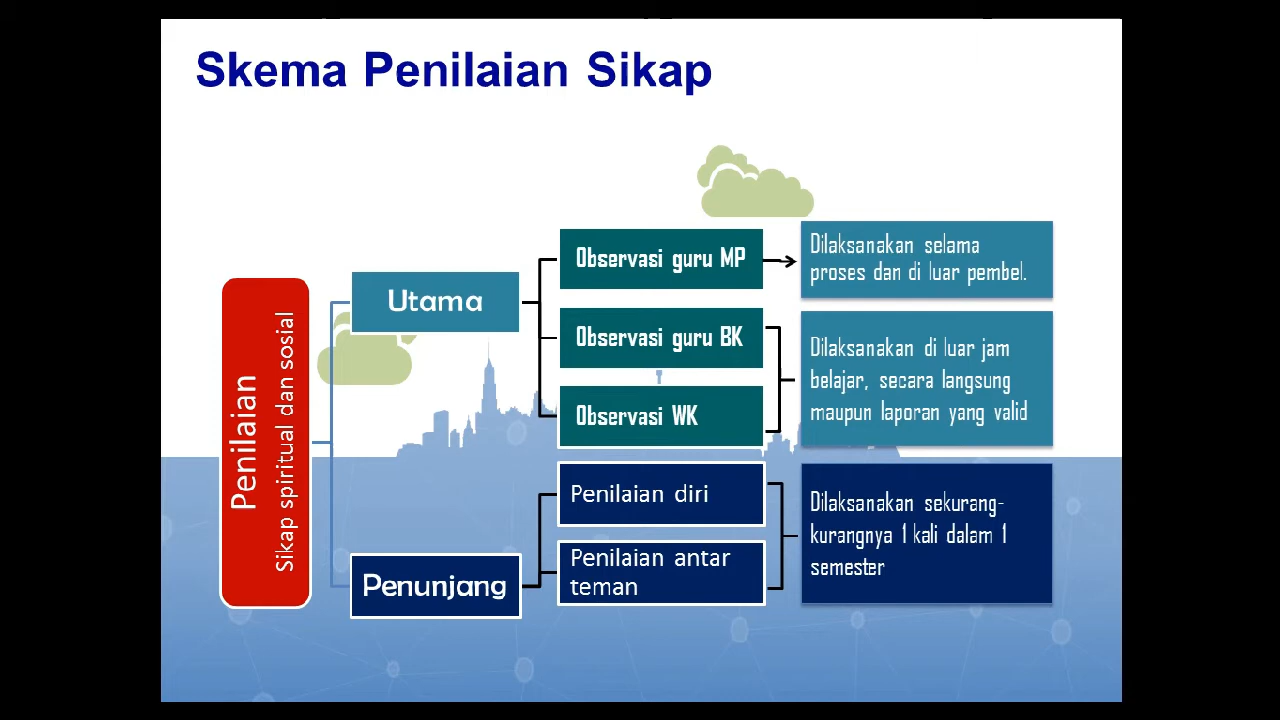 Skema Penilaian Sikap
Penilaian
Sikap spiritual dan sosial
Utama
Observasi guru MP
Dilaksanakan selama
proses dan di luar pembel.
Observasi guru BK
Observasi WK
Dilaksanakan di luar jam
belajar, secara langsung
maupun laporan yang valid
Penunjang
Penilaian diri
Penilaian antar
teman
Dilaksanakan sekurang-
kurangnya 1 kali dalam 1
semester